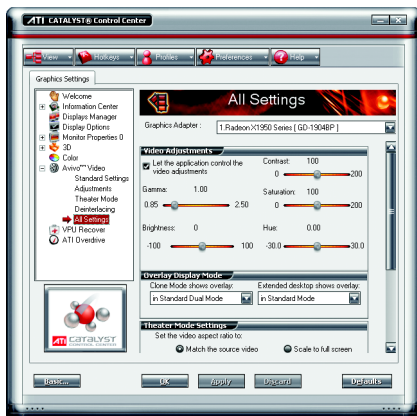 ATI CATALYST® Control Center
View Hotkeys Profiles Preferences Help
Graphics Settings
Welcome
Information Center
Displays Manager
Display Options
Monitor Properties 0
3D
Color
Avivo™ Video
Standard Settings
Adjustments
Theater Mode
Deinterlacing
All Settings
VPU Recover
ATI Overdrive
ATI CATALYST
CONTROL CENTER
All Settings
Graphics Adapter : 1.Radeon X1950 Series [ GD-1904BP ]
Video Adjustments
Let the application control the
video adjustments
Contrast: 100
0 200
Gamma: 1.00
0.85 2.50
Saturation: 100
0 200
Brightness: 0
-100 100
Hue: 0.00
-30.0 30.0
Overlay Display Mode
Clone Mode shows overlay: Extended desktop shows overlay:
in Standard Dual Mode in Standard Mode
Theater Mode Settings
Set the video aspect ratio to:
Match the source video Scale to full screen
Basic... OK Apply Discard Defaults